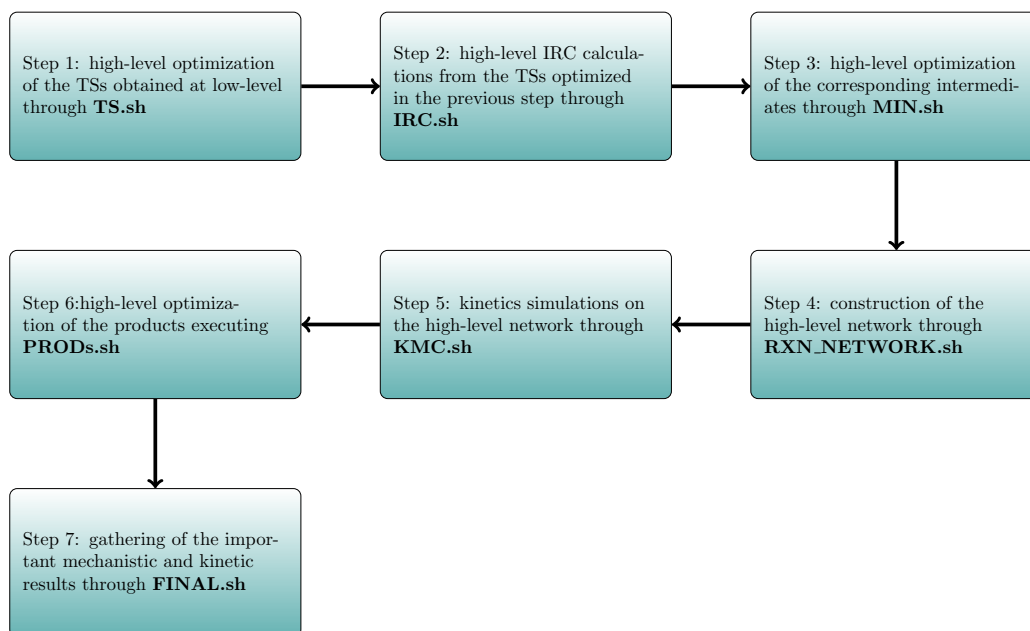 Step 1: high-level optimization
of the TSs obtained at low-level
through TS.sh
Step 2: high-level IRC calcula-
tions from the TSs optimized
in the previous step through
IRC.sh
Step 3: high-level optimization
of the corresponding intermedi-
ates through MIN.sh
Step 4: construction of the
high-level network through
RXN_NETWORK.sh
Step 5: kinetics simulations on
the high-level network through
KMC.sh
Step 6:high-level optimiza-
tion of the products executing
PRODs.sh
Step 7: gathering of the impor-
tant mechanistic and kinetic
results through FINAL.sh